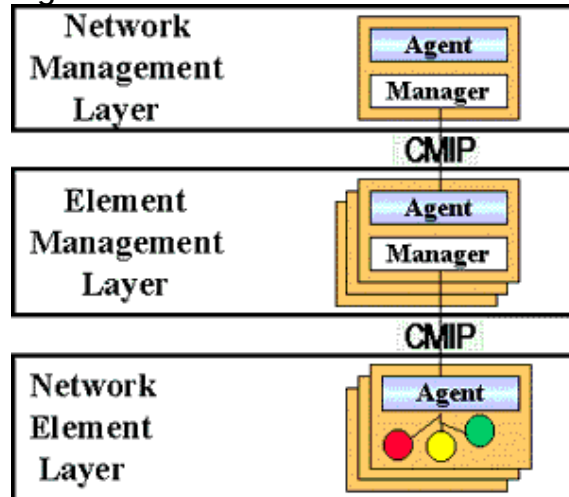 Network
Management
Layer
Agent
Manager
CMIP
Element
Management
Layer
Agent
Manager
CMIP
Network
Element
Layer
Agent